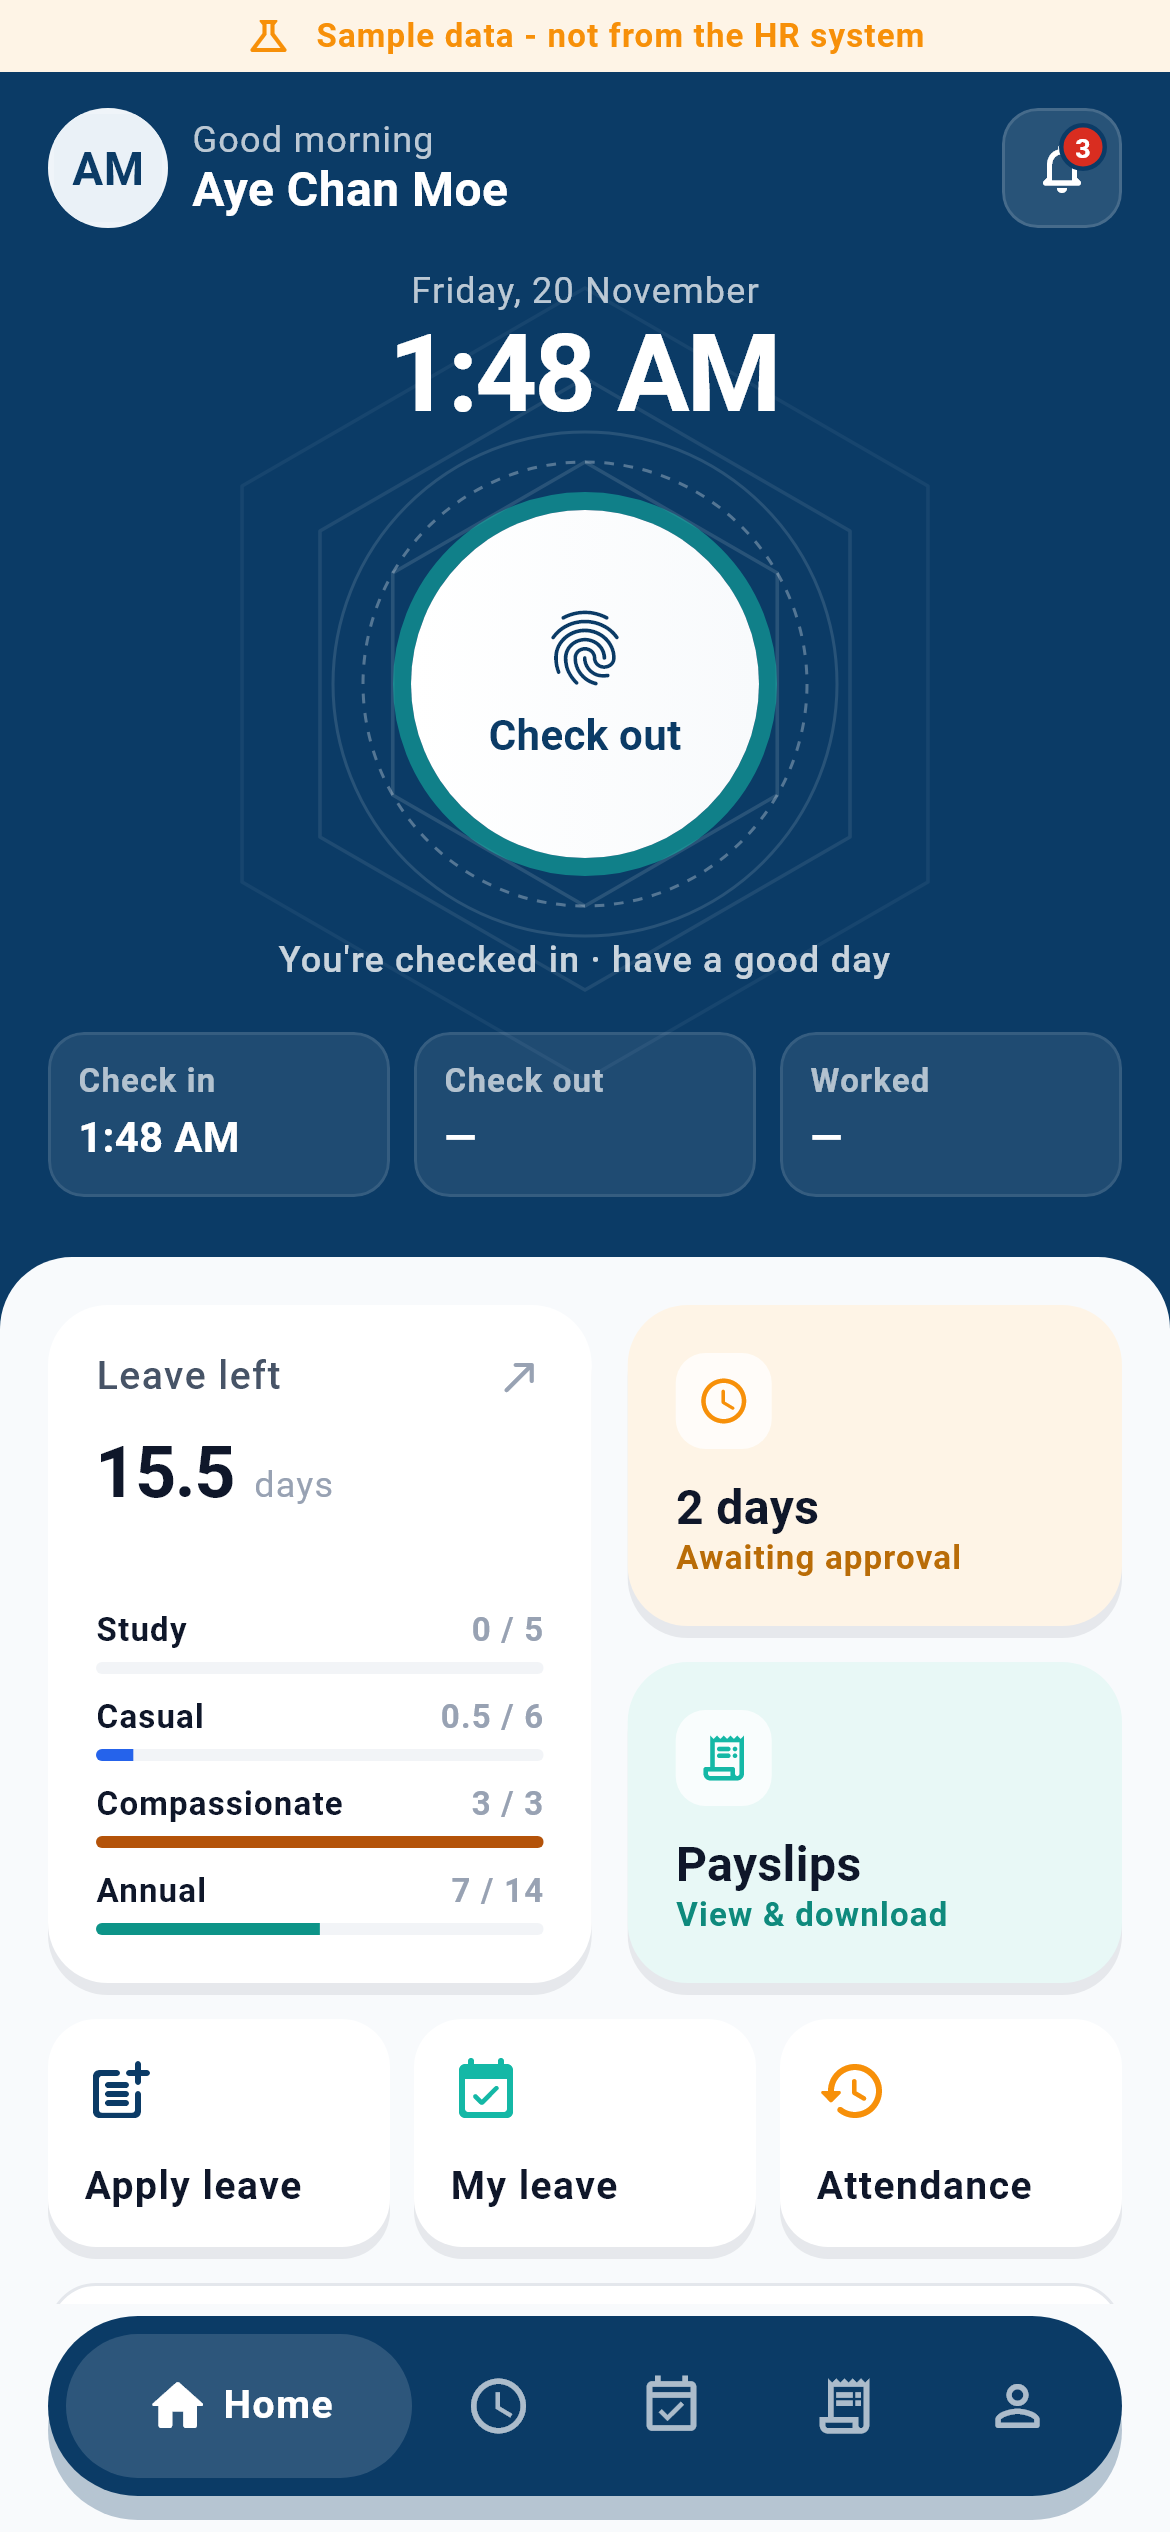 Sample data - not from the HR system
AM
Good morning
Aye Chan Moe
3
Friday, 20 November
1:48 AM
Check out
You're checked in · have a good day
Check in
1:48 AM
Check out
—
Worked
—
Leave left
15.5 days
Study 0 / 5
Casual 0.5 / 6
Compassionate 3 / 3
Annual 7 / 14
2 days
Awaiting approval
Payslips
View & download
Apply leave
My leave
Attendance
Home